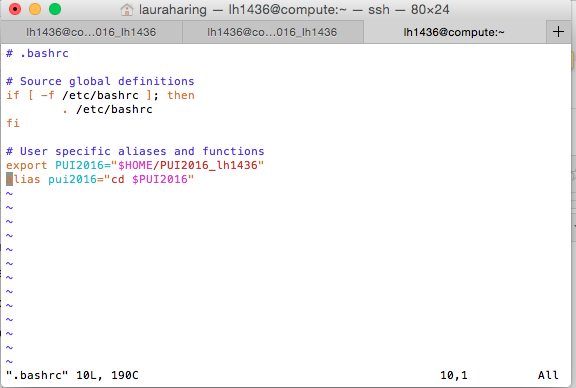 lauraharing — lh1436@compute:~ — ssh — 80×24
lh1436@co...016_lh1436 lh1436@co...016_lh1436 lh1436@compute:~ +
# .bashrc
# Source global definitions
if [ -f /etc/bashrc ]; then
        . /etc/bashrc
fi
# User specific aliases and functions
export PUI2016="$HOME/PUI2016_lh1436"
alias pui2016="cd $PUI2016"
~
~
~
~
~
~
~
~
~
~
~
~
~
".bashrc" 10L, 190C 10,1 All